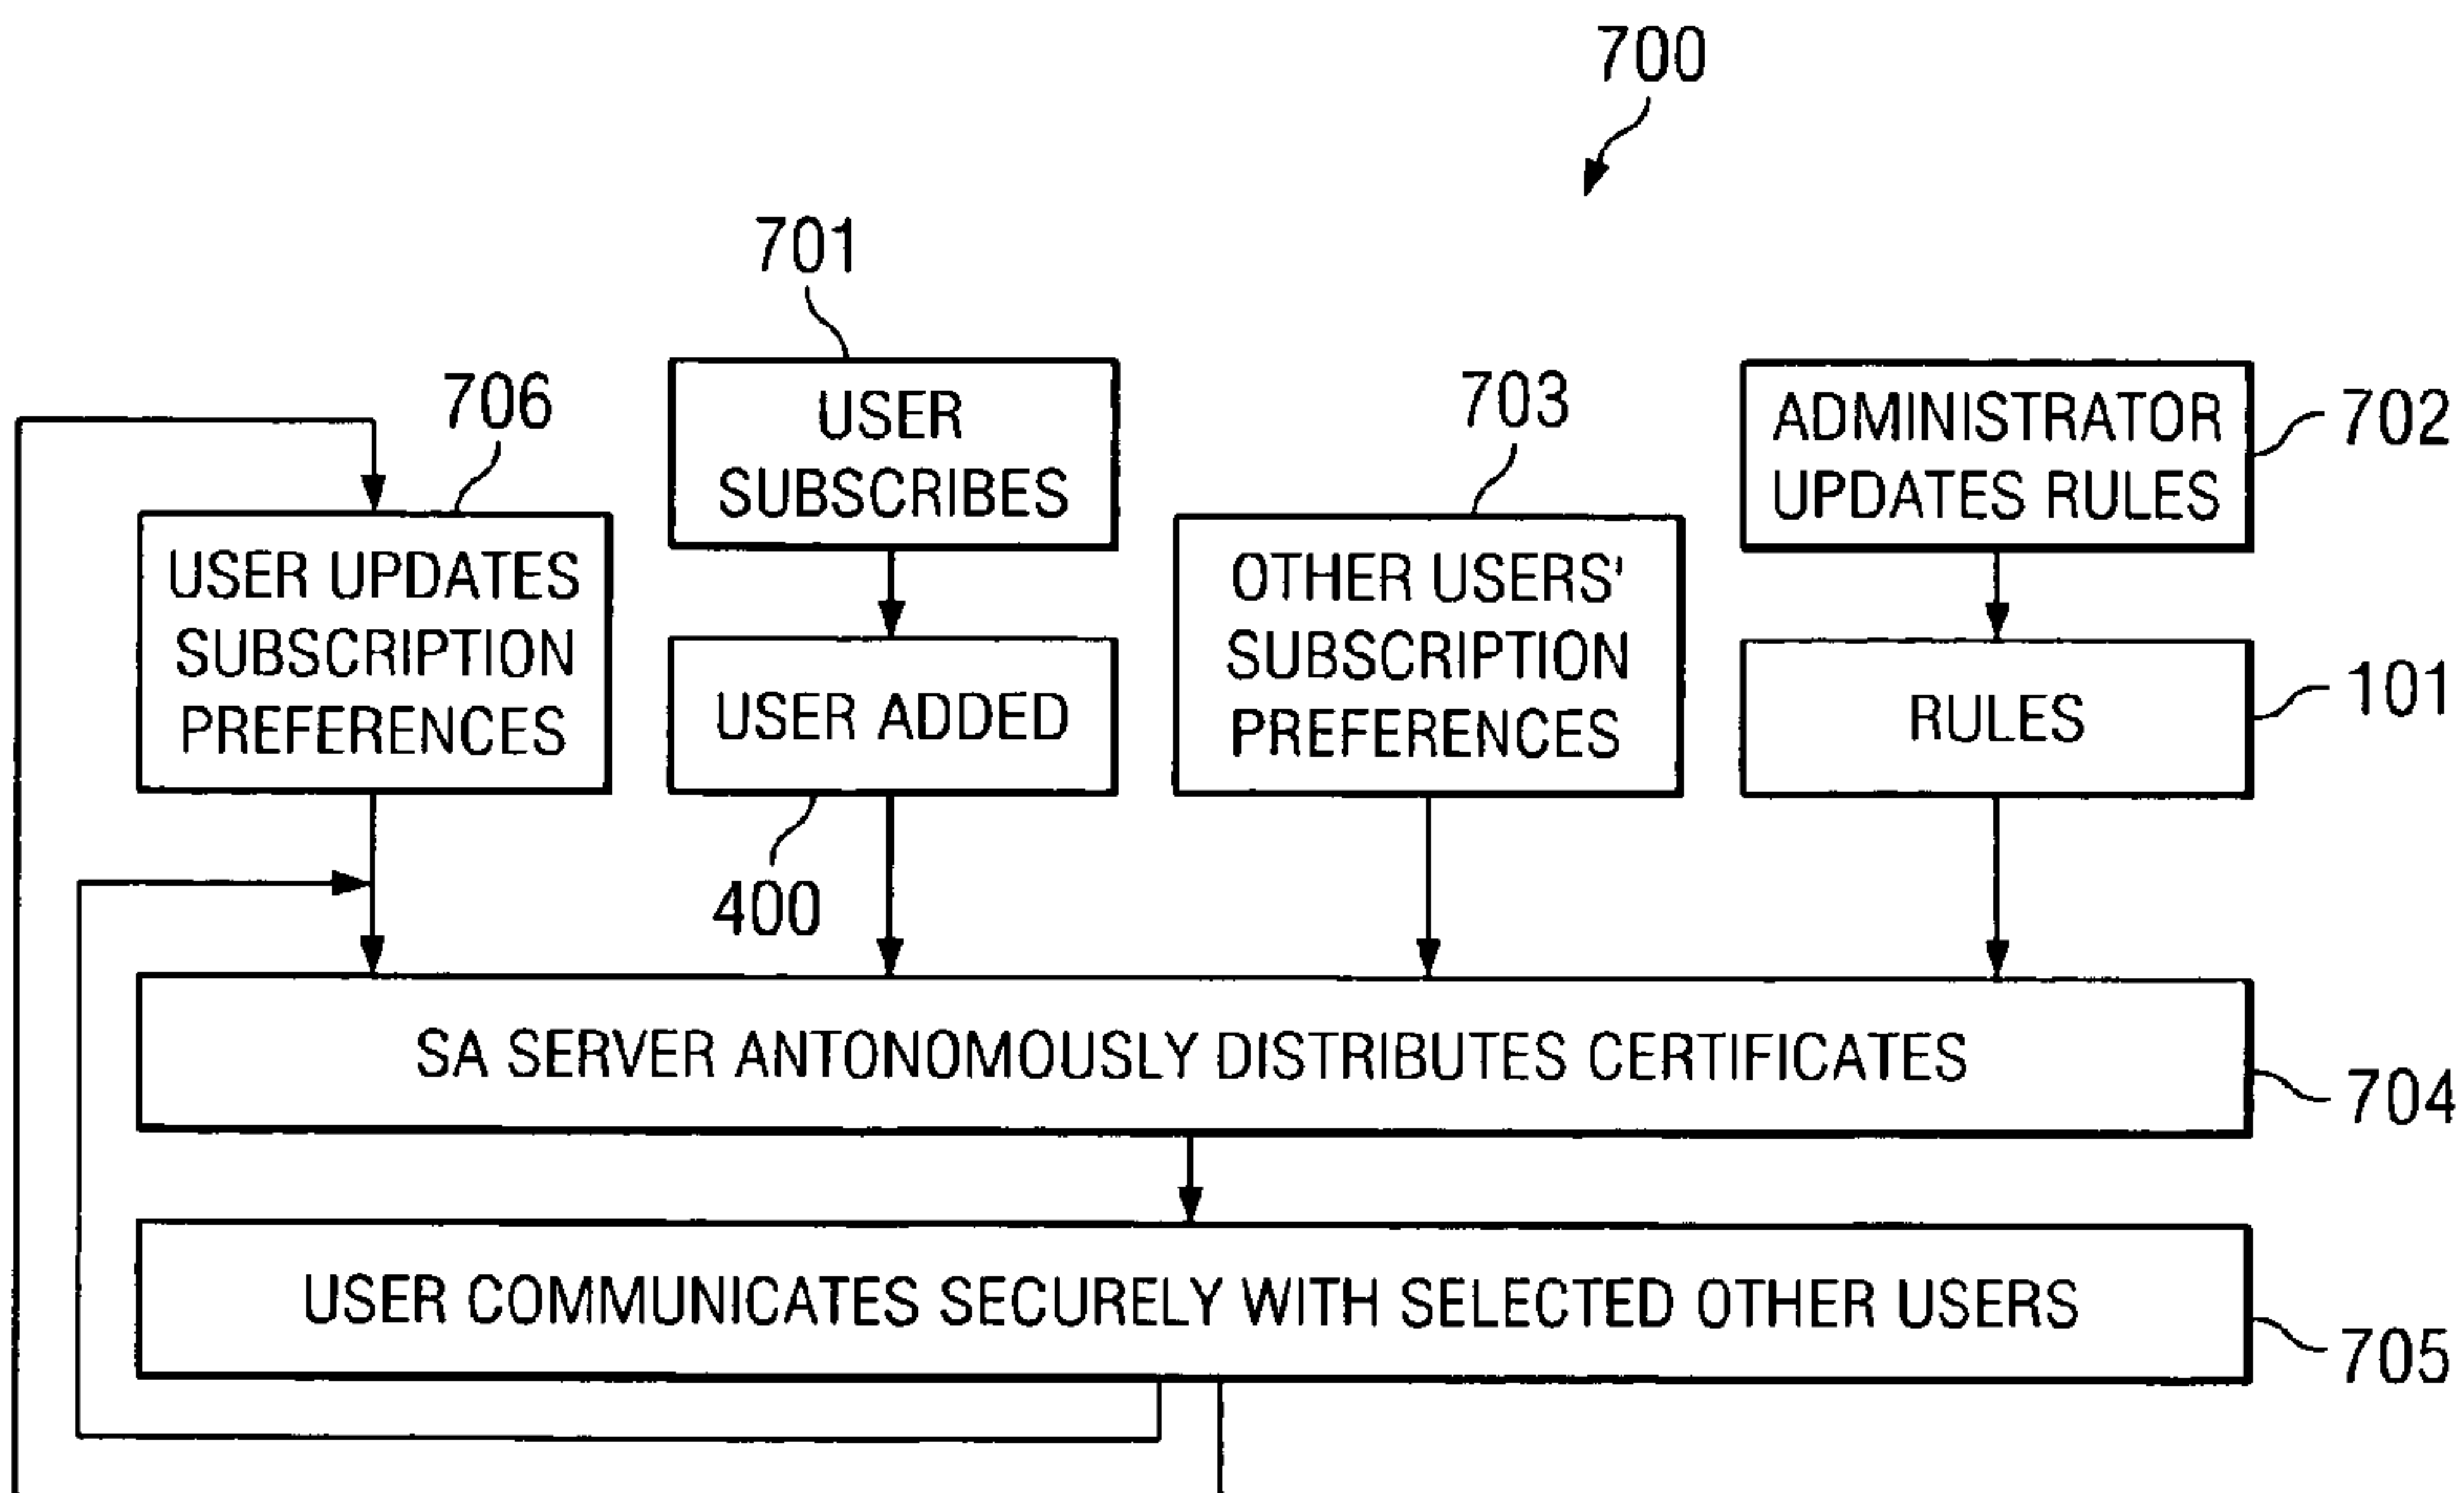 700
701
706
USER
SUBSCRIBES
703
ADMINISTRATOR
UPDATES RULES
702
USER UPDATES
SUBSCRIPTION
PREFERENCES
USER ADDED
400
OTHER USERS'
SUBSCRIPTION
PREFERENCES
RULES
101
SA SERVER ANTONOMOUSLY DISTRIBUTES CERTIFICATES
704
USER COMMUNICATES SECURELY WITH SELECTED OTHER USERS
705